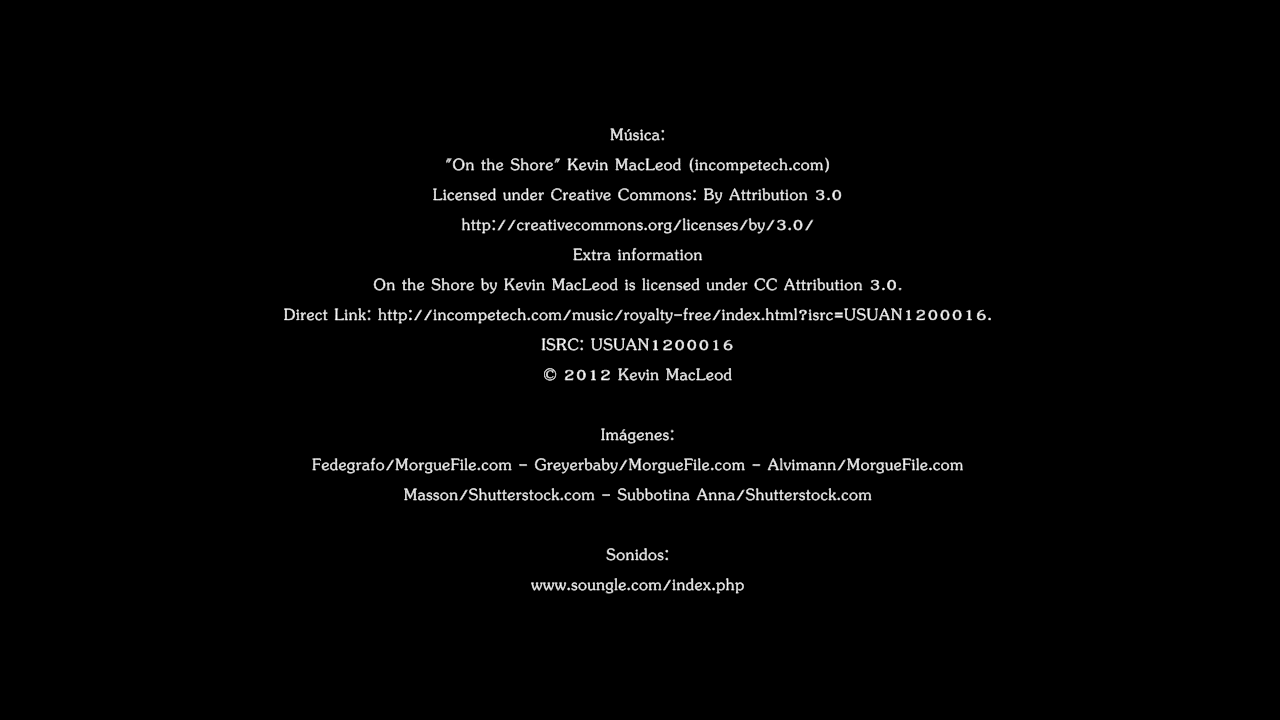 Música:
"On the Shore" Kevin MacLeod (incompetech.com)
Licensed under Creative Commons: By Attribution 3.0
http://creativecommons.org/licenses/by/3.0/
Extra information
On the Shore by Kevin MacLeod is licensed under CC Attribution 3.0.
Direct Link: http://incompetech.com/music/royalty-free/index.html?isrc=USUAN1200016.
ISRC: USUAN1200016
© 2012 Kevin MacLeod
Imágenes:
Fedegrafo/MorgueFile.com - Greyerbaby/MorgueFile.com - Alvimann/MorgueFile.com
Masson/Shutterstock.com - Subbotina Anna/Shutterstock.com
Sonidos:
www.soungle.com/index.php